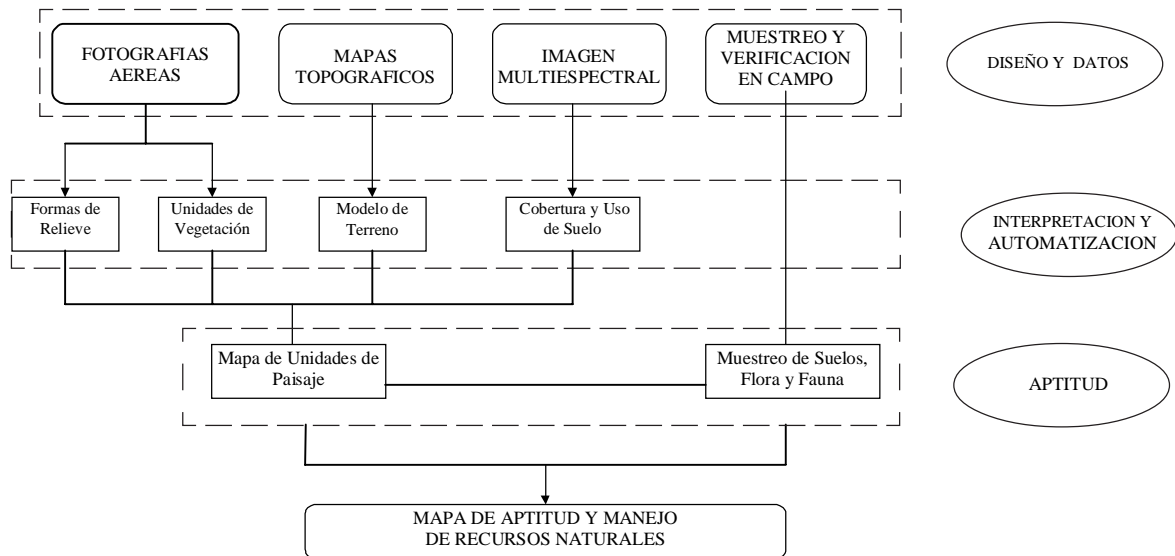 FOTOGRAFIAS
AEREAS
MAPAS
TOPOGRAFICOS
IMAGEN
MULTIESPECTRAL
MUESTREO Y
VERIFICACION
EN CAMPO
DISEÑO Y DATOS
Formas de
Relieve
Unidades de
Vegetación
Modelo de
Terreno
Cobertura y Uso
de Suelo
INTERPRETACION Y
AUTOMATIZACION
Mapa de Unidades de
Paisaje
Muestreo de Suelos,
Flora y Fauna
APTITUD
MAPA DE APTITUD Y MANEJO
DE RECURSOS NATURALES